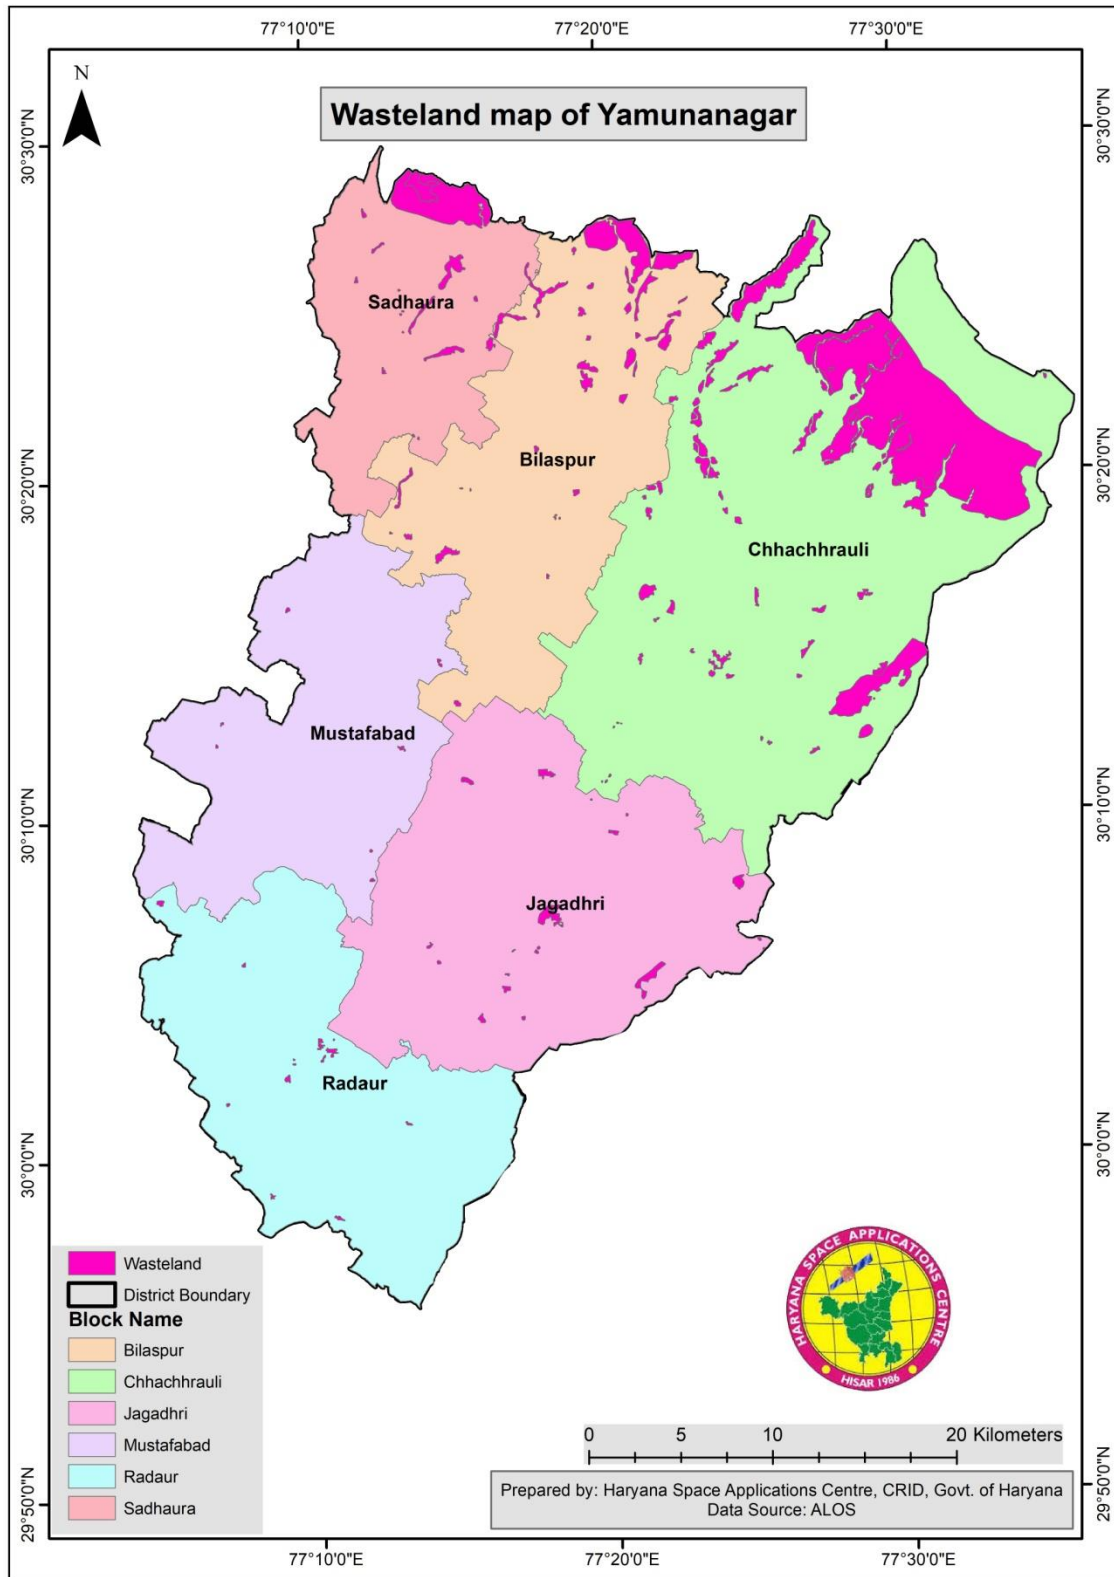 77°10'0"E
77°20'0"E
77°30'0"E
N
Wasteland map of Yamunanagar
30°30'0"N
30°30'0"N
Sadhaura
Bilaspur
30°20'0"N
30°20'0"N
Chhachhrauli
Mustafabad
30°10'0"N
30°10'0"N
Jagadhri
Radaur
30°0'0"N
30°0'0"N
Wasteland
District Boundary
Block Name
Bilaspur
Chhachhrauli
Jagadhri
Mustafabad
Radaur
Sadhaura
HARYANA SPACE APPLICATIONS CENTRE
HISAR 1986
0 5 10 20 Kilometers
Prepared by: Haryana Space Applications Centre, CRID, Govt. of Haryana
Data Source: ALOS
29°50'0"N
29°50'0"N
77°10'0"E
77°20'0"E
77°30'0"E